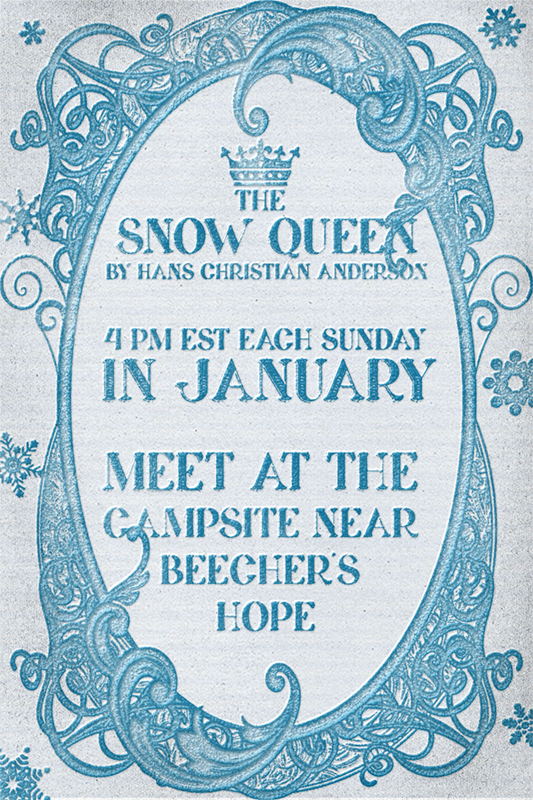 THE
SNOW QUEEN
BY HANS CHRISTIAN ANDERSON
4 PM EST EACH SUNDAY
IN JANUARY
MEET AT THE
CAMPSITE NEAR
BEECHER'S
HOPE